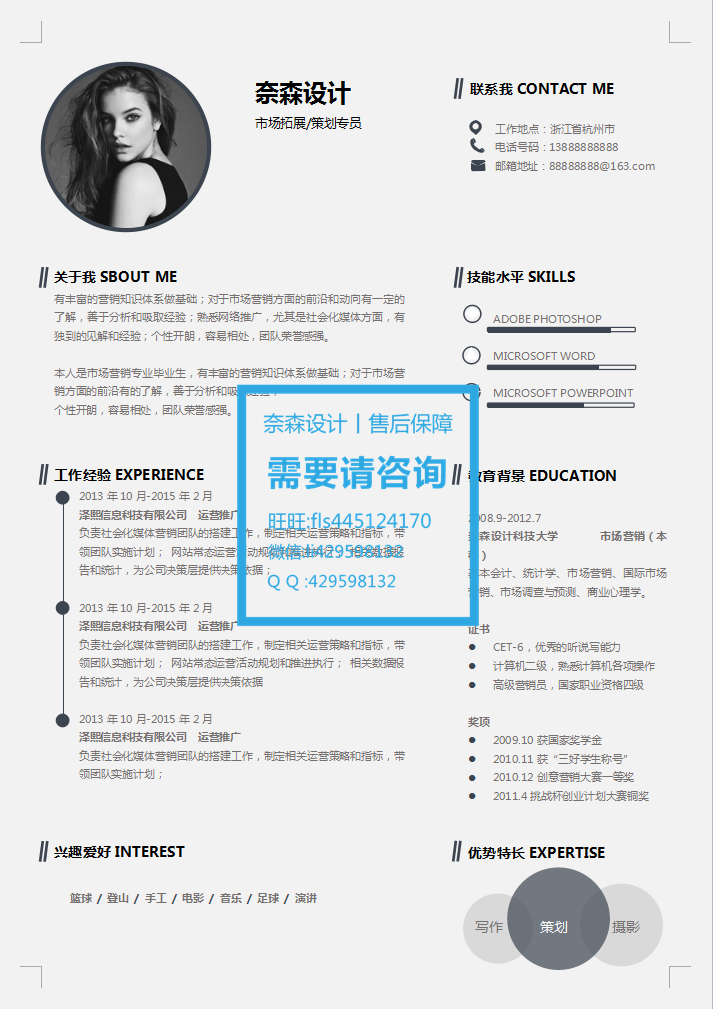 奈森设计
市场拓展/策划专员
联系我 CONTACT ME
工作地点：浙江首杭州市
电话号码：13888888888
邮箱地址：88888888@163.com
关于我 SBOUT ME
有丰富的营销知识体系做基础；对于市场营销方面的前沿和动向有一定的
了解，善于分析和吸取经验；熟悉网络推广，尤其是社会化媒体方面，有
独到的见解和经验；个性开朗，容易相处，团队荣誉感强。
本人是市场营销专业毕业生，有丰富的营销知识体系做基础；对于市场营
销方面的前沿有的了解，善于分析和吸
个性开朗，容易相处，团队荣誉感强。
技能水平 SKILLS
ADOBE PHOTOSHOP
MICROSOFT WORD
MICROSOFT POWERPOINT
奈森设计丨售后保障
需要请咨询
旺旺:fls445124170
QQ:429598132
工作经验 EXPERIENCE
2013 年 10 月-2015 年 2 月
泽熙信息科技有限公司 运营推广
负责社会化媒体营销团队的搭建工作，制定相关运营策略和指标，带
领团队实施计划； 网站常态运营活动规划和推进执行； 相关数据报
告和统计，为公司决策层提供决策依据；
2013 年 10 月-2015 年 2 月
泽熙信息科技有限公司 运营推广
负责社会化媒体营销团队的搭建工作，制定相关运营策略和指标，带
领团队实施计划； 网站常态运营活动规划和推进执行； 相关数据报
告和统计，为公司决策层提供决策依据
2013 年 10 月-2015 年 2 月
泽熙信息科技有限公司 运营推广
负责社会化媒体营销团队的搭建工作，制定相关运营策略和指标，带
领团队实施计划；
教育背景 EDUCATION
2008.9-2012.7
奈森设计科技大学 市场营销（本
科）
基本会计、统计学、市场营销、国际市场
营销、市场调查与预测、商业心理学。
证书
● CET-6，优秀的听说写能力
● 计算机二级，熟悉计算机各项操作
● 高级营销员，国家职业资格四级
奖项
● 2009.10 获国家奖学金
● 2010.11 获“三好学生称号”
● 2010.12 创意营销大赛一等奖
● 2011.4 挑战杯创业计划大赛铜奖
兴趣爱好 INTEREST
篮球 / 登山 / 手工 / 电影 / 音乐 / 足球 / 演讲
优势特长 EXPERTISE
写作
策划
摄影